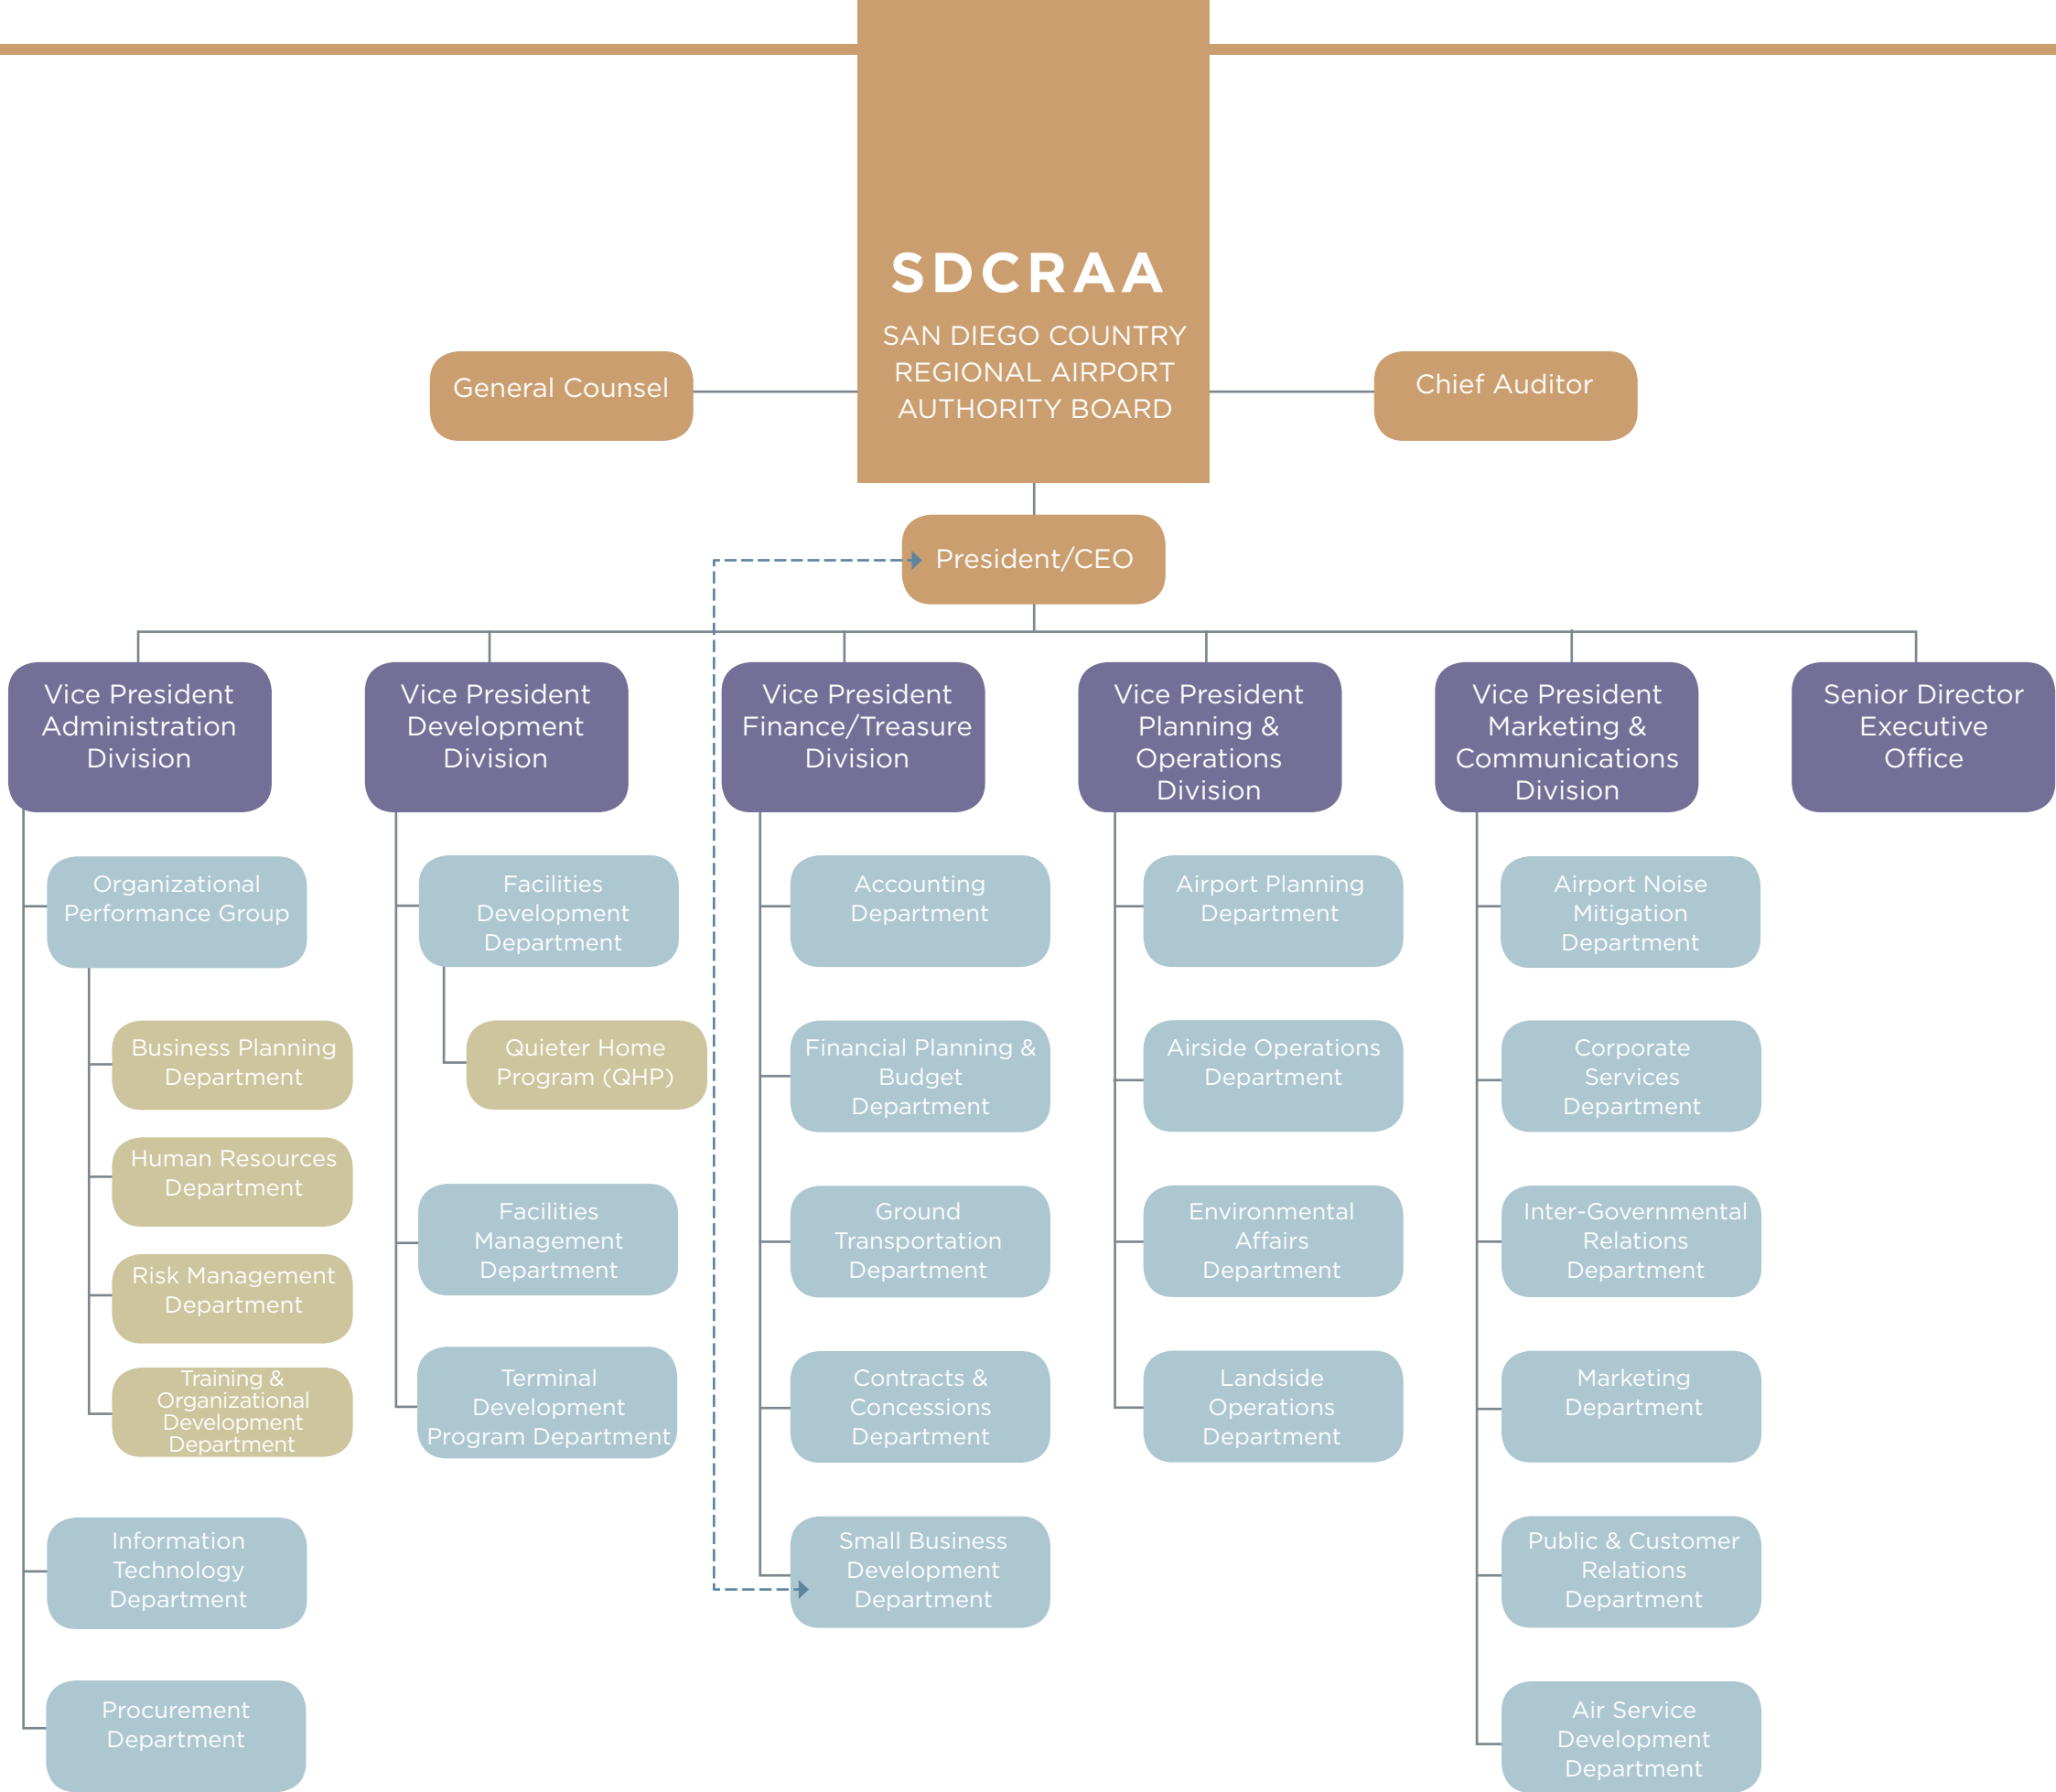 SDCRAA
SAN DIEGO COUNTRY
REGIONAL AIRPORT
AUTHORITY BOARD
General Counsel
Chief Auditor
President/CEO
Vice President
Administration
Division
Vice President
Development
Division
Vice President
Finance/Treasure
Division
Vice President
Planning &
Operations
Division
Vice President
Marketing &
Communications
Division
Senior Director
Executive
Office
Organizational
Performance Group
Business Planning
Department
Human Resources
Department
Risk Management
Department
Training &
Organizational
Development
Department
Information
Technology
Department
Procurement
Department
Facilities
Development
Department
Quieter Home
Program (QHP)
Facilities
Management
Department
Terminal
Development
Program Department
Accounting
Department
Financial Planning &
Budget
Department
Ground
Transportation
Department
Contracts &
Concessions
Department
Small Business
Development
Department
Airport Planning
Department
Airside Operations
Department
Environmental
Affairs
Department
Landside
Operations
Department
Airport Noise
Mitigation
Department
Corporate
Services
Department
Inter-Governmental
Relations
Department
Marketing
Department
Public & Customer
Relations
Department
Air Service
Development
Department